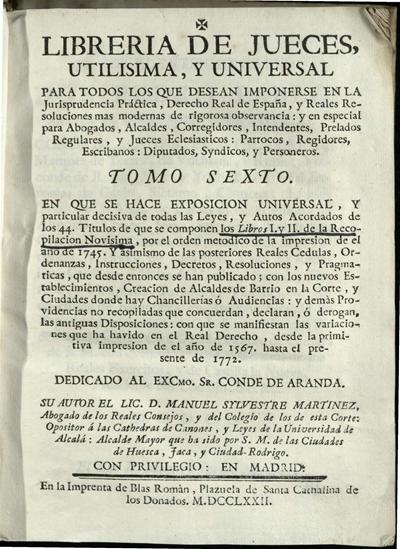 LIBRERIA DE JUECES,
UTILISIMA, Y UNIVERSAL
PARA TODOS LOS QUE DESEAN IMPONERSE EN LA
Jurisprudencia Práctica, Derecho Real de España, y Reales Re-
soluciones mas modernas de rigorosa observancia: y en especial
para Abogados, Alcaldes, Corregidores, Intendentes, Prelados
Regulares, y Jueces Eclesiasticos: Parrocos, Regidores,
Escribanos: Diputados, Syndicos, y Personeros.
TOMO SEXTO.
EN QUE SE HACE EXPOSICION UNIVERSAL, Y
particular decisiva de todas las Leyes, y Autos Acordados de
los 44. Titulos de que se componen los Libros I. y II. de la Reco-
pilacion Novisima, por el orden metodico de la Impresion de el
año de 1745. Y asimismo de las posteriores Reales Cedulas, Or-
denanzas, Instrucciones, Decretos, Resoluciones, y Pragma-
ticas, que desde entonces se han publicado; con los nuevos Es-
tablecimientos, Creacion de Alcaldes de Barrio en la Corte, y
Ciudades donde hay Chancillerías ó Audiencias: y demàs Pro-
videncias no recopiladas que concuerdan, declaran, ó derogan,
las antiguas Disposiciones: con que se manifiestan las variacio-
nes que ha havido en el Real Derecho, desde la primi-
tiva impresion de el año de 1567. hasta el pre-
sente de 1772.
DEDICADO AL EXCMO. SR. CONDE DE ARANDA.
SU AUTOR EL LIC. D. MANUEL SYLVESTRE MARTINEZ,
Abogado de los Reales Consejos, y del Colegio de los de esta Corte:
Opositor á las Cathedras de Canones, y Leyes de la Universidad de
Alcalá: Alcalde Mayor que ha sido por S. M. de las Ciudades
de Huesca, Jaca, y Ciudad-Rodrigo.
CON PRIVILEGIO: EN MADRID:
En la Imprenta de Blas Romàn, Plazuela de Santa Cathalina de
los Donados. M.DCCLXXII.